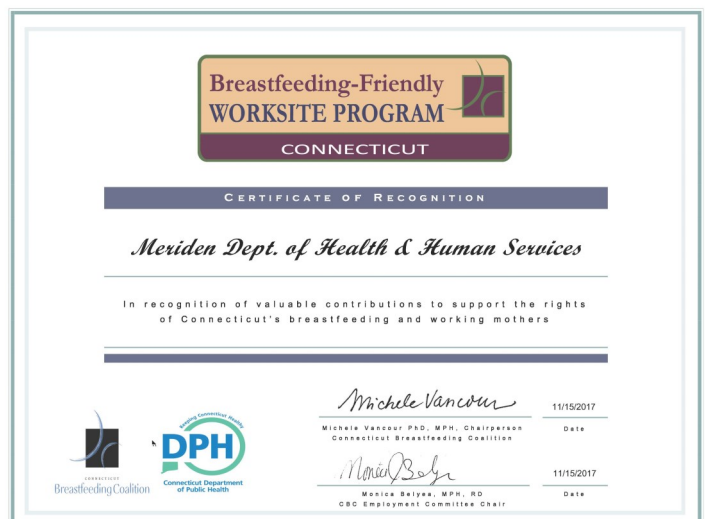 Breastfeeding-Friendly
WORKSITE PROGRAM
CONNECTICUT
CERTIFICATE OF RECOGNITION
Meriden Dept. of Health & Human Services
In recognition of valuable contributions to support the rights
of Connecticut's breastfeeding and working mothers
Michele Vancour
11/15/2017
Michele Vancour PhD, MPH, Chairperson
Date
Connecticut Breastfeeding Coalition
11/15/2017
Monica Belyea, MPH, RD
Date
CBC Employment Committee Chair
CONNECTICUT
Breastfeeding Coalition
Keeping Connecticut Healthy
DPH
Connecticut Department
of Public Health